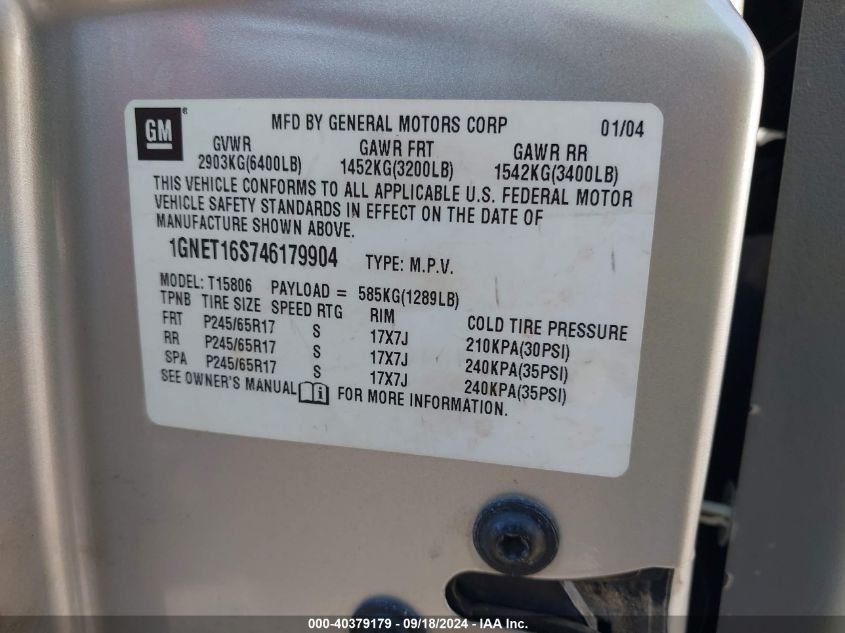 GM ®
MFD BY GENERAL MOTORS CORP 01/04
GVWR GAWR FRT GAWR RR
2903KG(6400LB) 1452KG(3200LB) 1542KG(3400LB)
THIS VEHICLE CONFORMS TO ALL APPLICABLE U.S. FEDERAL MOTOR
VEHICLE SAFETY STANDARDS IN EFFECT ON THE DATE OF
MANUFACTURE SHOWN ABOVE.
1GNET16S746179904 TYPE: M.P.V.
MODEL: T15806 PAYLOAD = 585KG(1289LB)
TPNB TIRE SIZE SPEED RTG RIM COLD TIRE PRESSURE
FRT P245/65R17 S 17X7J 210KPA(30PSI)
RR P245/65R17 S 17X7J 240KPA(35PSI)
SPA P245/65R17 S 17X7J 240KPA(35PSI)
SEE OWNER'S MANUAL FOR MORE INFORMATION.
000-40379179 - 09/18/2024 - IAA Inc.